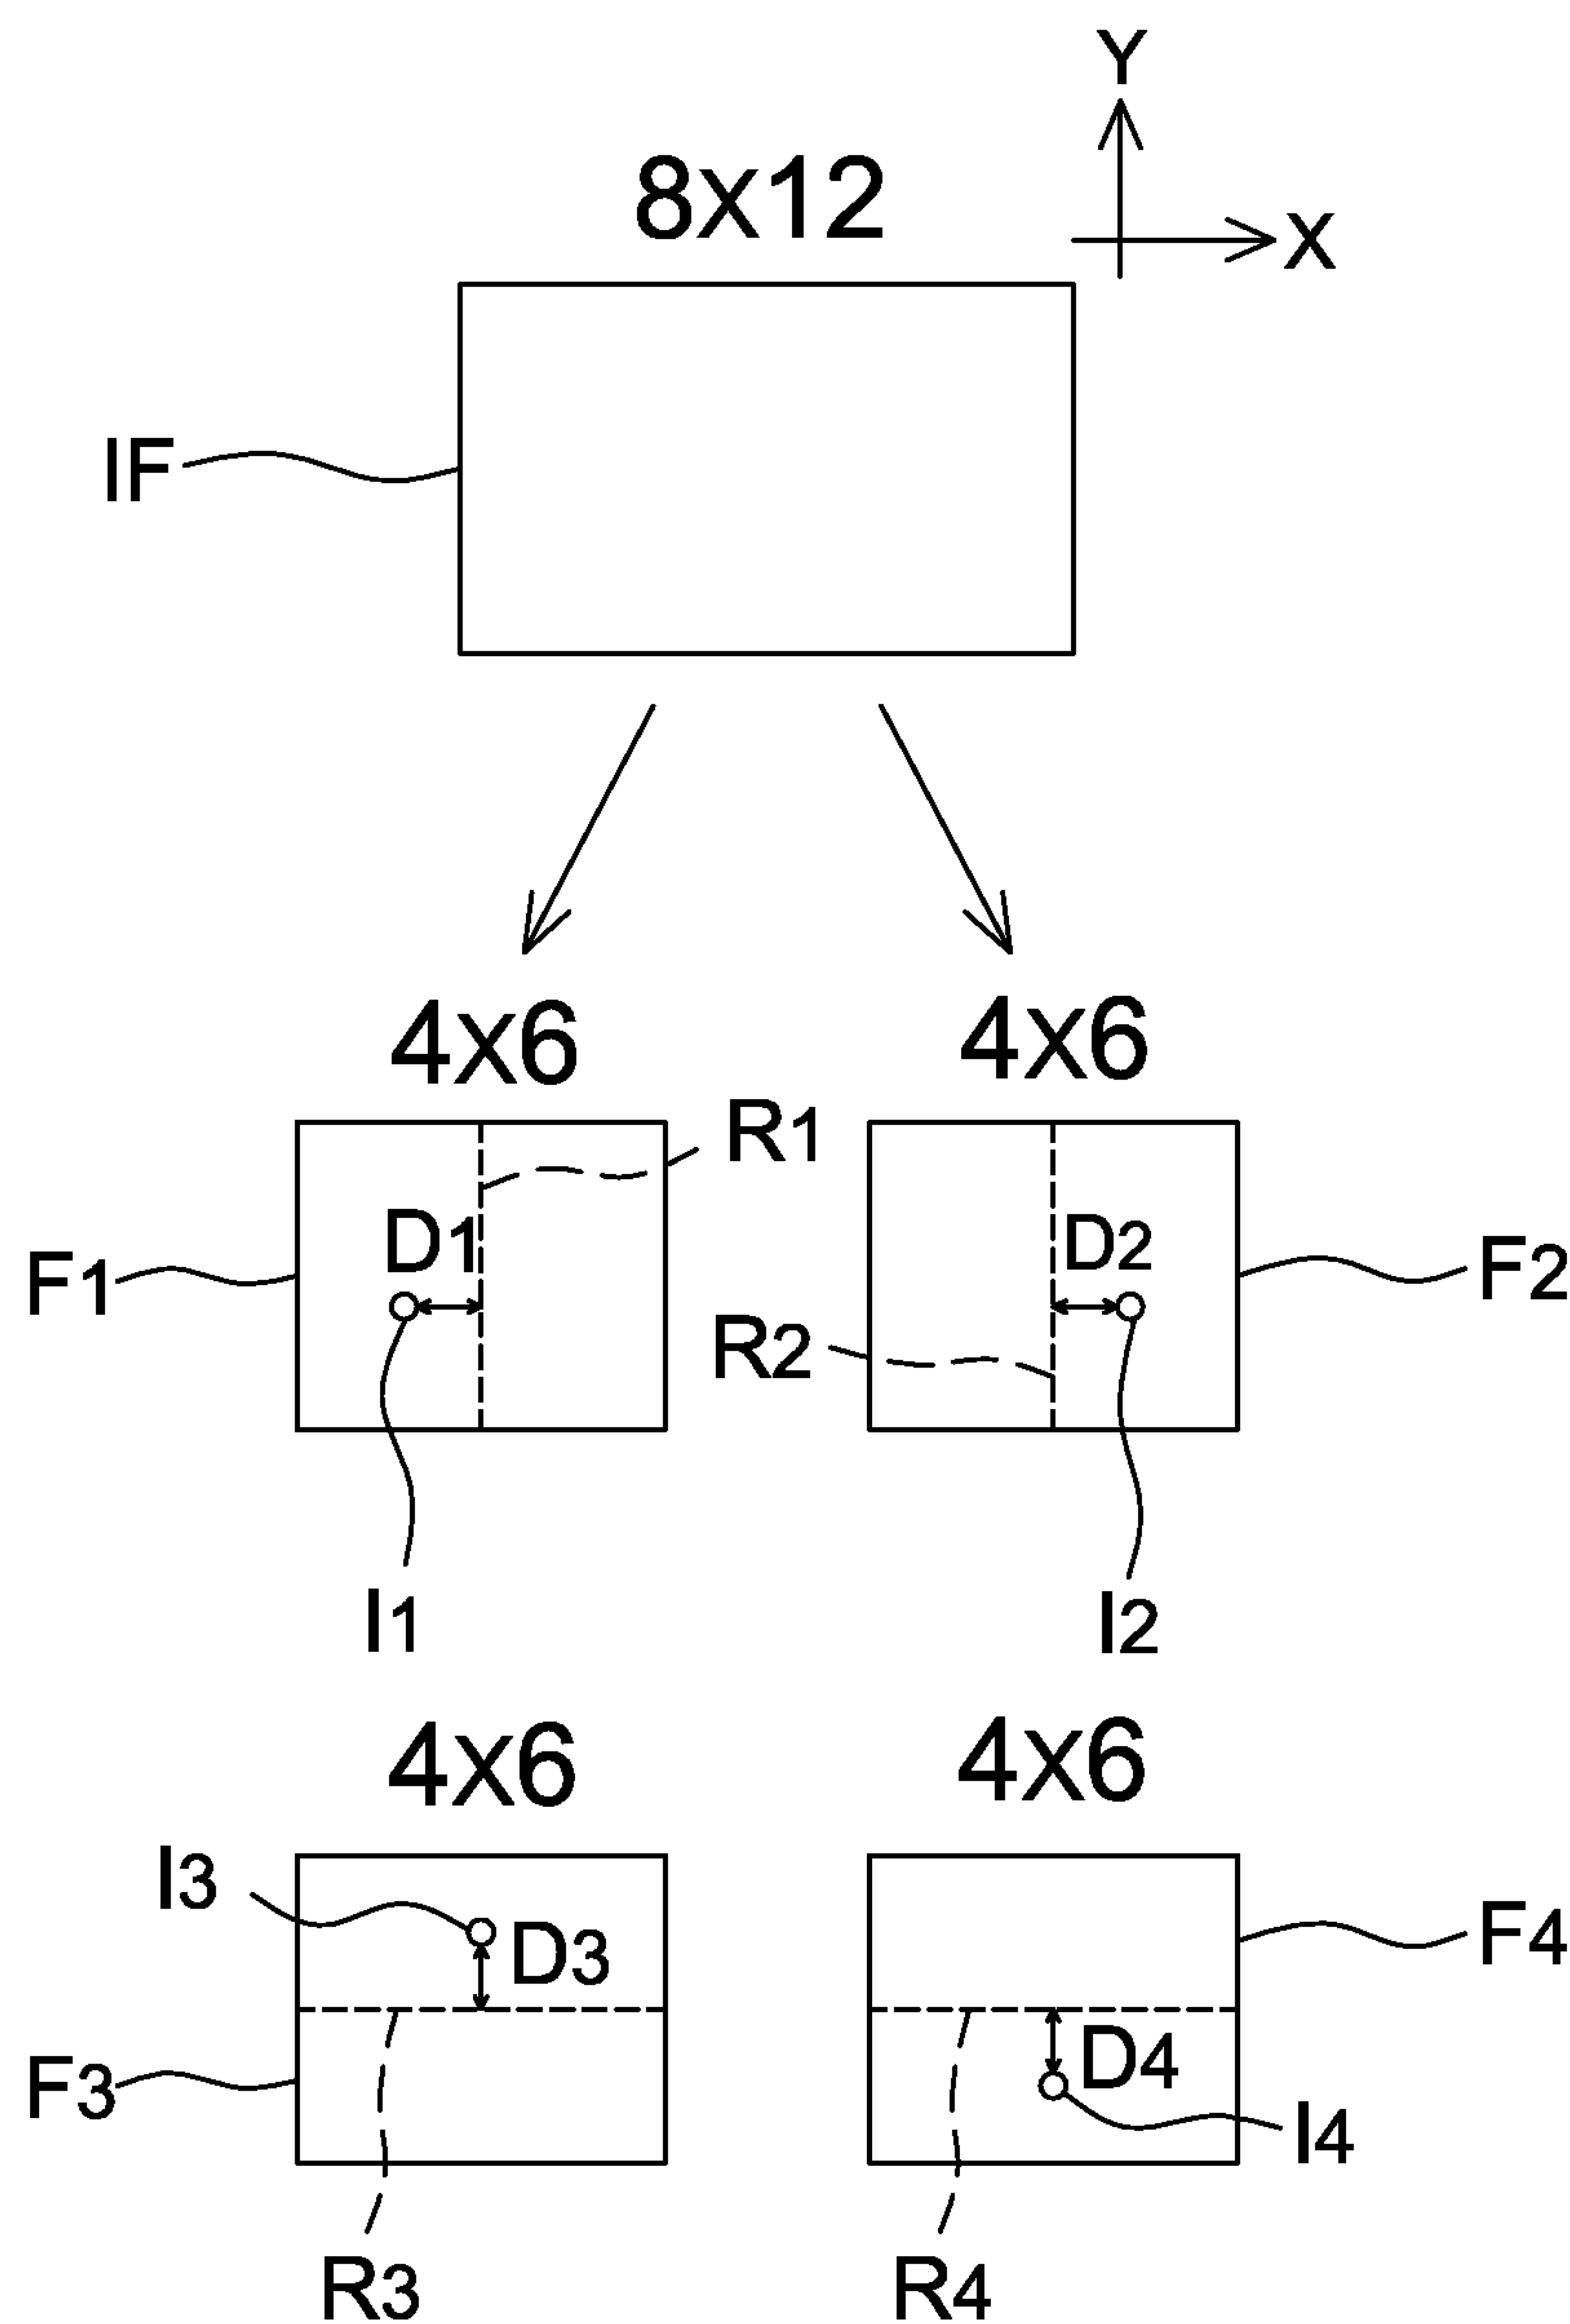 Y
8X12
X
IF
4X6 4X6
R1
D1 D2
F1 F2
R2
I1 I2
4X6 4X6
I3
D3 F4
D4
F3
I4
R3 R4